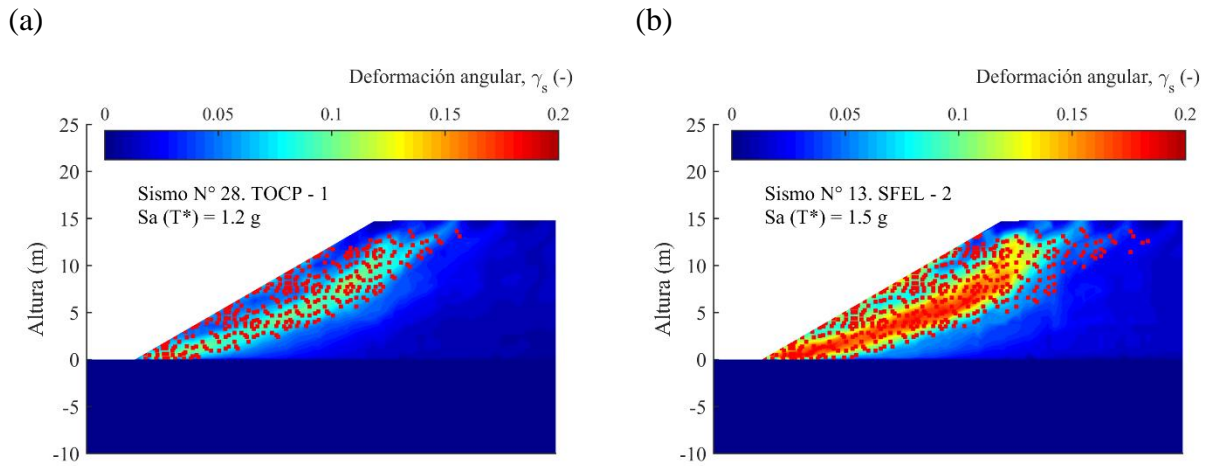 (a)
Deformación angular, γs (-)
0 0.05 0.1 0.15 0.2
25
20
Sismo N° 28. TOCP - 1
Sa (T*) = 1.2 g
15
10
5
0
-5
-10
Altura (m)
(b)
Deformación angular, γs (-)
0 0.05 0.1 0.15 0.2
25
20
Sismo N° 13. SFEL - 2
Sa (T*) = 1.5 g
15
10
5
0
-5
-10
Altura (m)